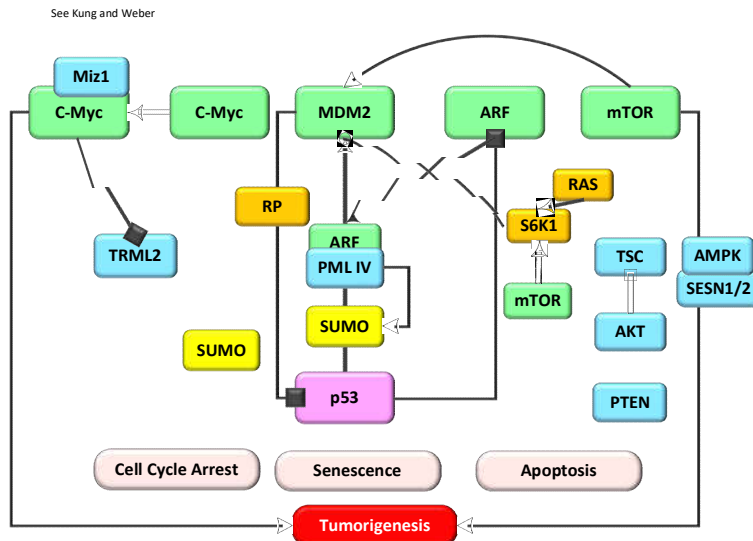 See Kung and Weber
Miz1
C-Myc
C-Myc
MDM2
ARF
mTOR
RAS
RP
S6K1
ARF
TRML2
PML IV
TSC
AMPK
SESN1/2
mTOR
SUMO
AKT
SUMO
p53
PTEN
Cell Cycle Arrest
Senescence
Apoptosis
Tumorigenesis